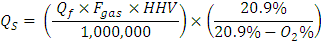 Q_S = ( (Q_f × F_gas × HHV) / 1,000,000 ) × ( 20.9% / (20.9% − O_2%) )